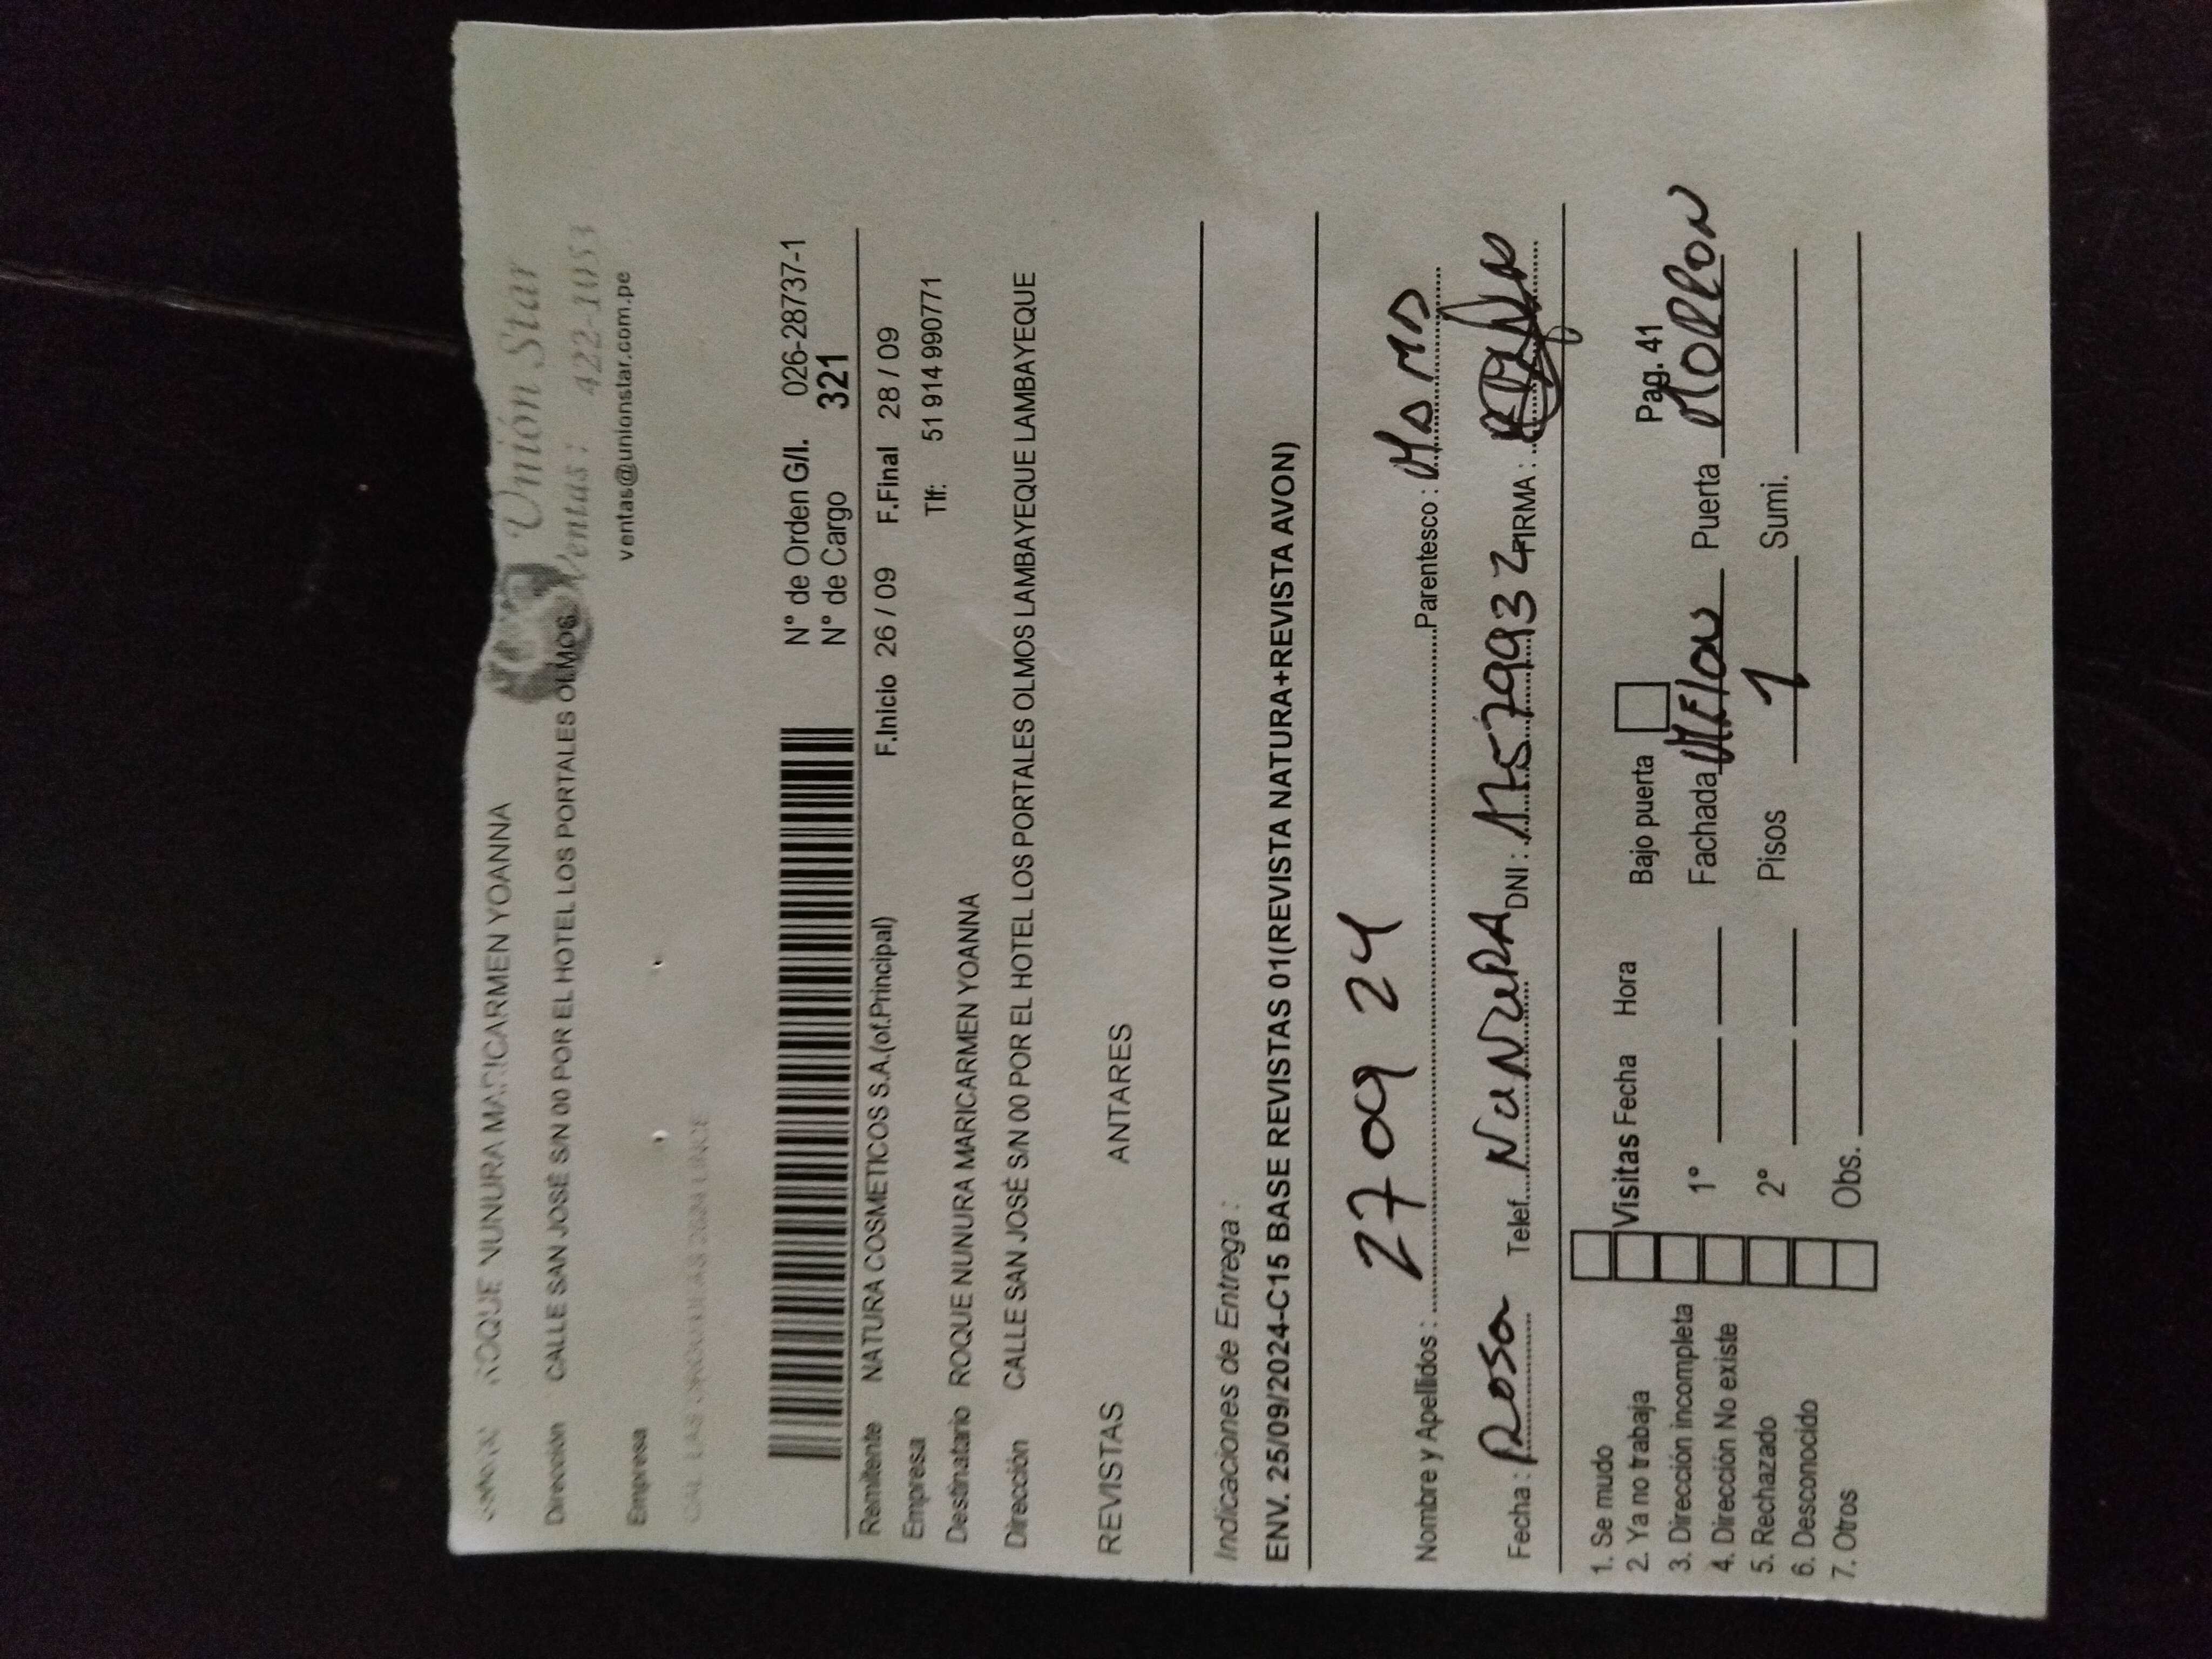 ROQUE NUNURA MARICARMEN YOANNA
Unión Star
Dirección CALLE SAN JOSÉ S/N 00 POR EL HOTEL LOS PORTALES OLMOS
Ventas : 422-1053
Empresa
ventas@unionstar.com.pe
N° de Orden G/I. 026-28737-1
N° de Cargo 321
Remitente NATURA COSMETICOS S.A.(of.Principal)
F.Inicio 26 / 09 F.Final 28 / 09
Empresa
Tlf: 51 914 990771
Destinatario ROQUE NUNURA MARICARMEN YOANNA
Dirección CALLE SAN JOSÉ S/N 00 POR EL HOTEL LOS PORTALES OLMOS LAMBAYEQUE LAMBAYEQUE
REVISTAS ANTARES
Indicaciones de Entrega :
ENV. 25/09/2024-C15 BASE REVISTAS 01(REVISTA NATURA+REVISTA AVON)
27 09 24
Nombre y Apellidos : Parentesco : MAMA
Fecha : Rosa Telef. NUNURA DNI : 17579932 FIRMA :
1. Se mudo
2. Ya no trabaja Visitas Fecha Hora Bajo puerta Pag. 41
3. Dirección incompleta
4. Dirección No existe 1° Fachada MELON Puerta MARRON
5. Rechazado 2° Pisos 1 Sumi.
6. Desconocido
7. Otros Obs.